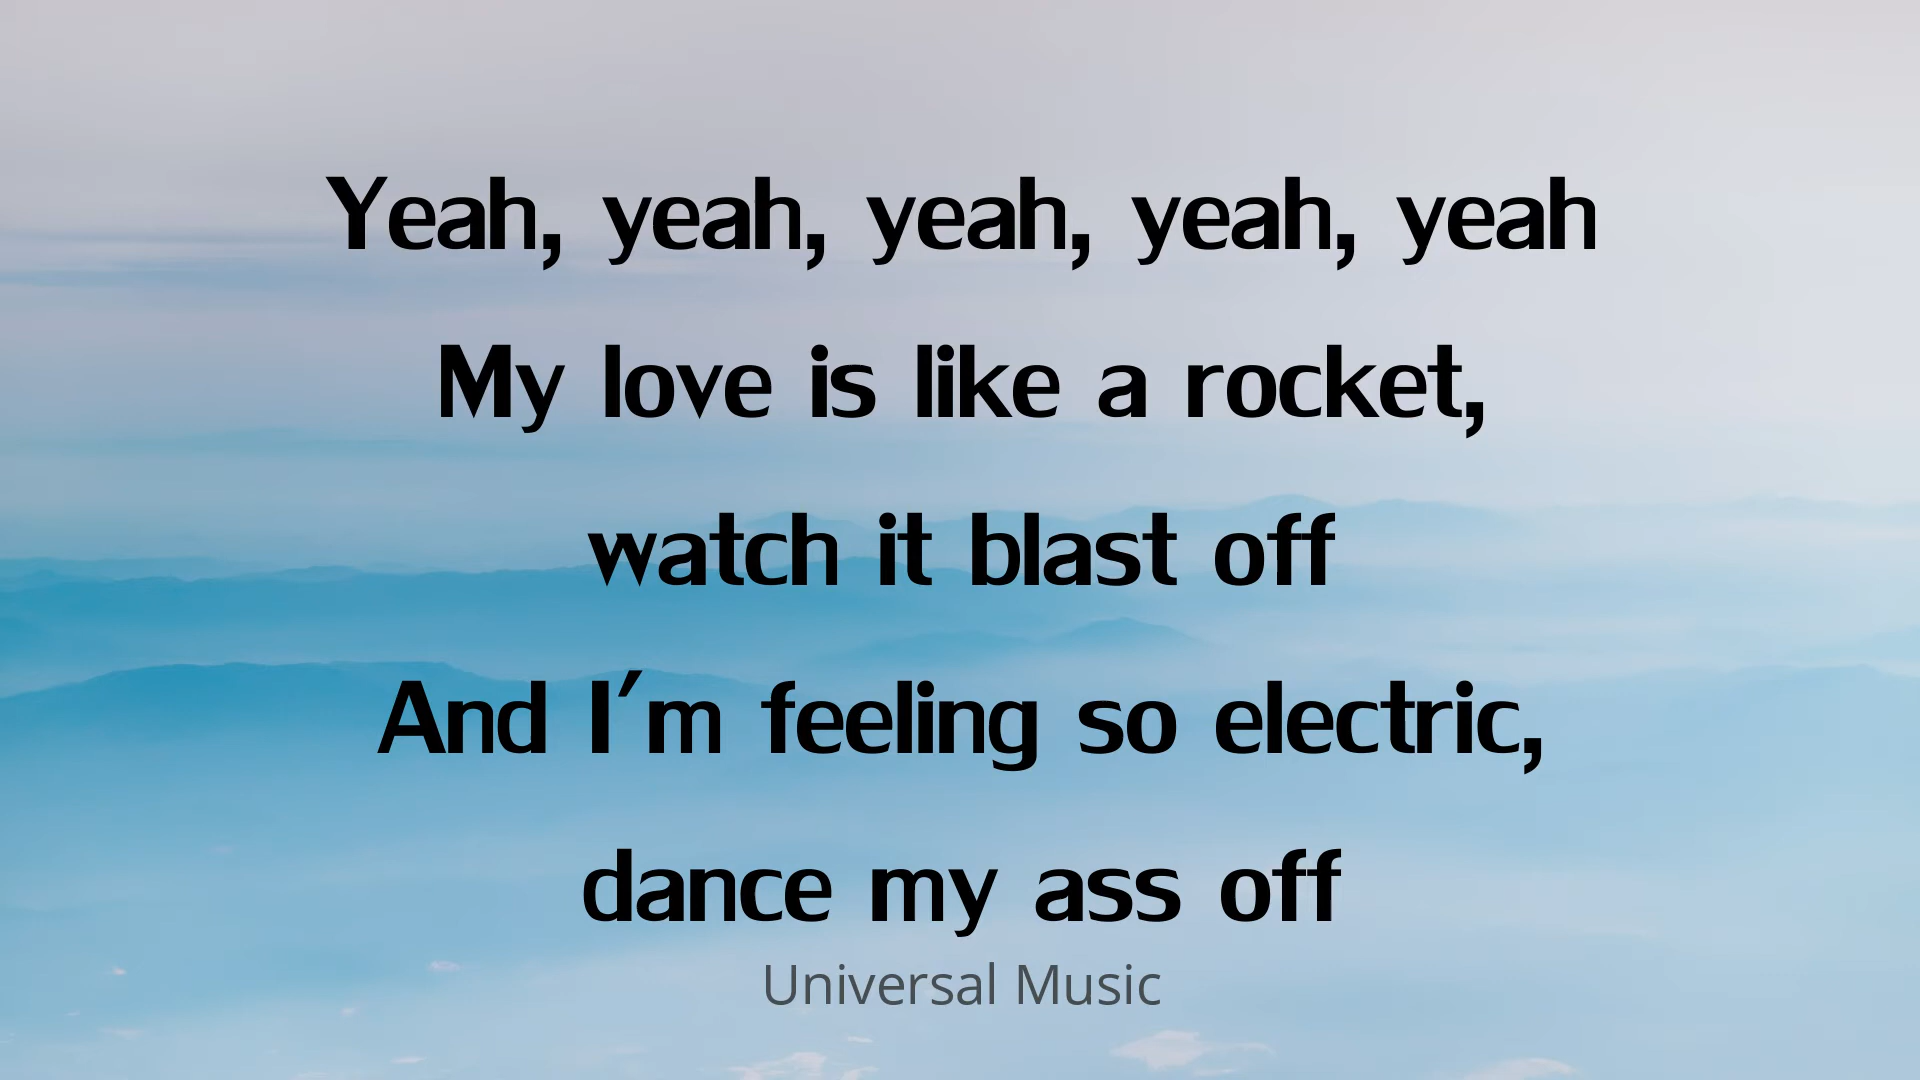 Yeah, yeah, yeah, yeah, yeah
My love is like a rocket,
watch it blast off
And I'm feeling so electric,
dance my ass off
Universal Music